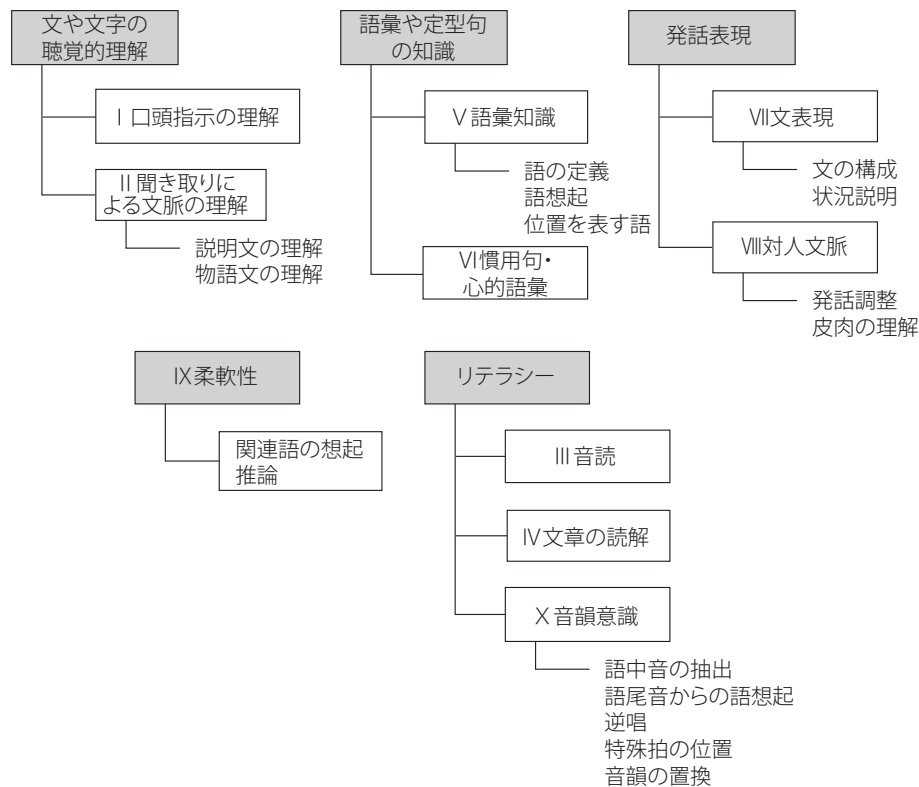 文や文字の
聴覚的理解
Ⅰ口頭指示の理解
Ⅱ聞き取りに
よる文脈の理解
説明文の理解
物語文の理解
語彙や定型句
の知識
Ⅴ語彙知識
語の定義
語想起
位置を表す語
Ⅵ慣用句・
心的語彙
発話表現
Ⅶ文表現
文の構成
状況説明
Ⅷ対人文脈
発話調整
皮肉の理解
Ⅸ柔軟性
関連語の想起
推論
リテラシー
Ⅲ音読
Ⅳ文章の読解
Ⅹ音韻意識
語中音の抽出
語尾音からの語想起
逆唱
特殊拍の位置
音韻の置換